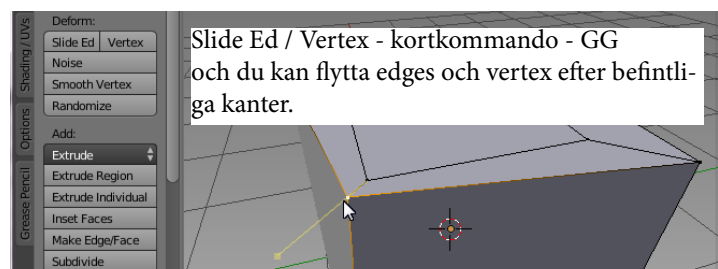 Deform:
Slide Ed Vertex
Noise
Smooth Vertex
Randomize
Add:
Extrude
Extrude Region
Extrude Individual
Inset Faces
Make Edge/Face
Subdivide
Shading / UVs
Options
Grease Pencil
Slide Ed / Vertex - kortkommando - GG
och du kan flytta edges och vertex efter befintli-
ga kanter.